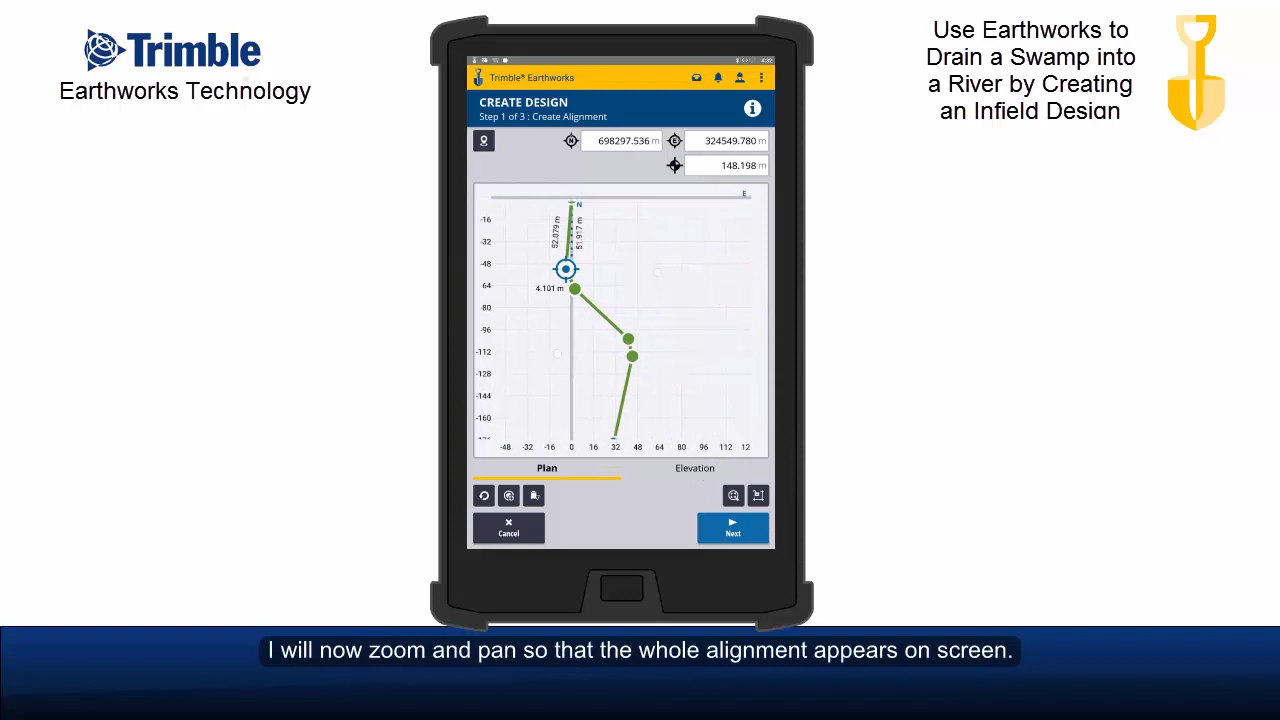 Trimble
Earthworks Technology
Use Earthworks to
Drain a Swamp into
a River by Creating
an Infield Design
4:32
Trimble® Earthworks
CREATE DESIGN
Step 1 of 3 : Create Alignment
N
698297.536 m
E
324549.780 m
148.198 m
E
N
52.079 m
51.917 m
4.101 m
-16
-32
-48
64
-80
-96
-112
-128
-144
-160
-48 -32 -16 0 16 32 48 64 80 96 112 12
Plan
Elevation
Cancel
Next
I will now zoom and pan so that the whole alignment appears on screen.